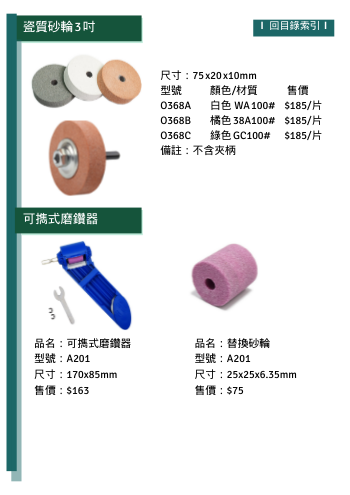 瓷質砂輪3吋
I 回目錄索引 I
尺寸：75x20x10mm
型號 顏色/材質 售價
O368A 白色 WA100# $185/片
O368B 橘色 38A100# $185/片
O368C 綠色 GC100# $185/片
備註：不含夾柄
可攜式磨鑽器
品名：可攜式磨鑽器
型號：A201
尺寸：170x85mm
售價：$163
品名：替換砂輪
型號：A201
尺寸：25x25x6.35mm
售價：$75